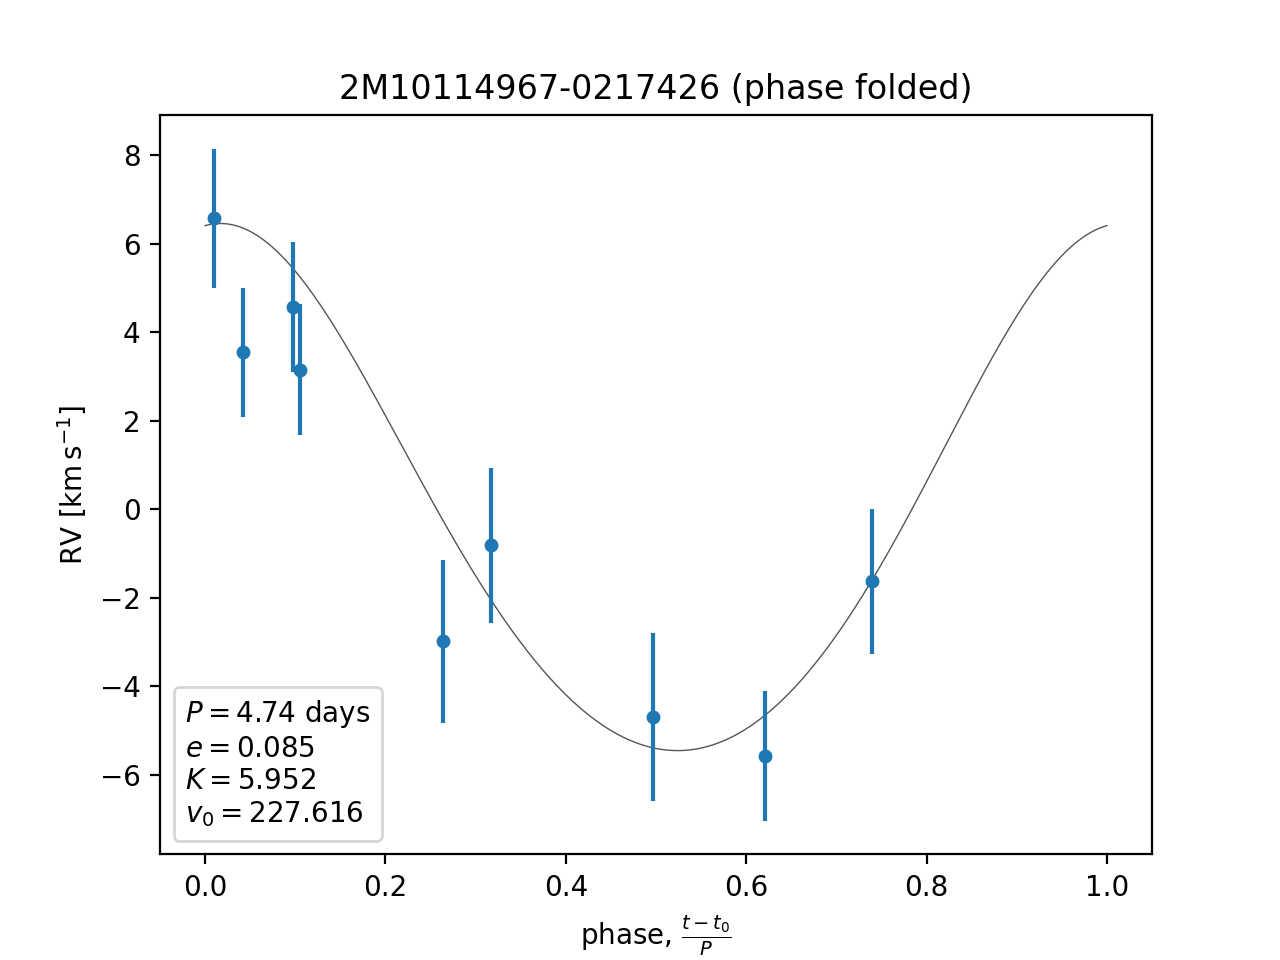 2M10114967-0217426 (phase folded)
8
6
4
2
0
−2
−4
−6
RV [km s⁻¹]
P = 4.74 days
e = 0.085
K = 5.952
v₀ = 227.616
0.0 0.2 0.4 0.6 0.8 1.0
phase, (t − t₀)/P